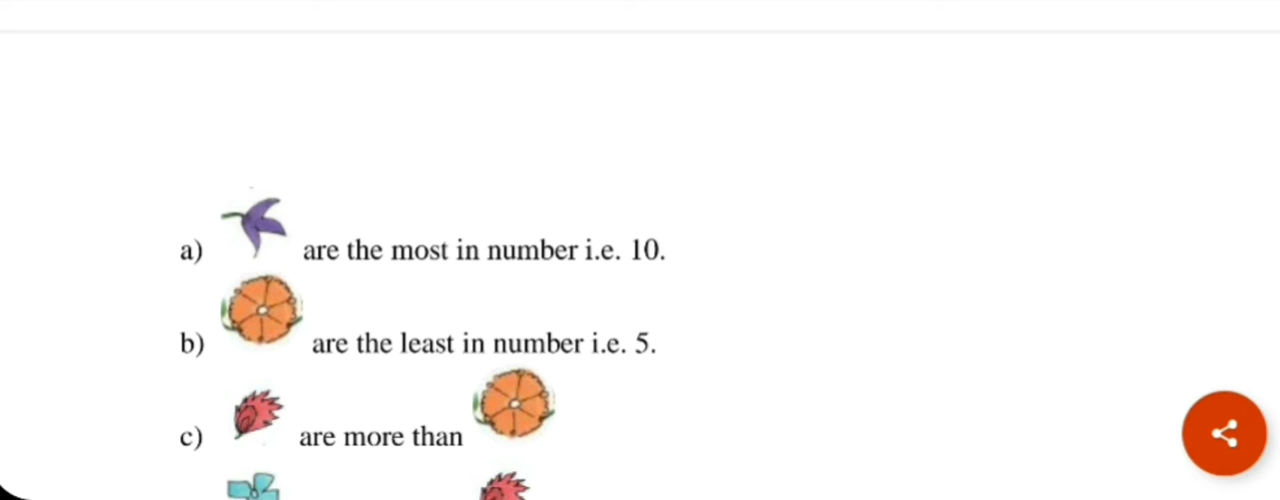 a) are the most in number i.e. 10.
b) are the least in number i.e. 5.
c) are more than